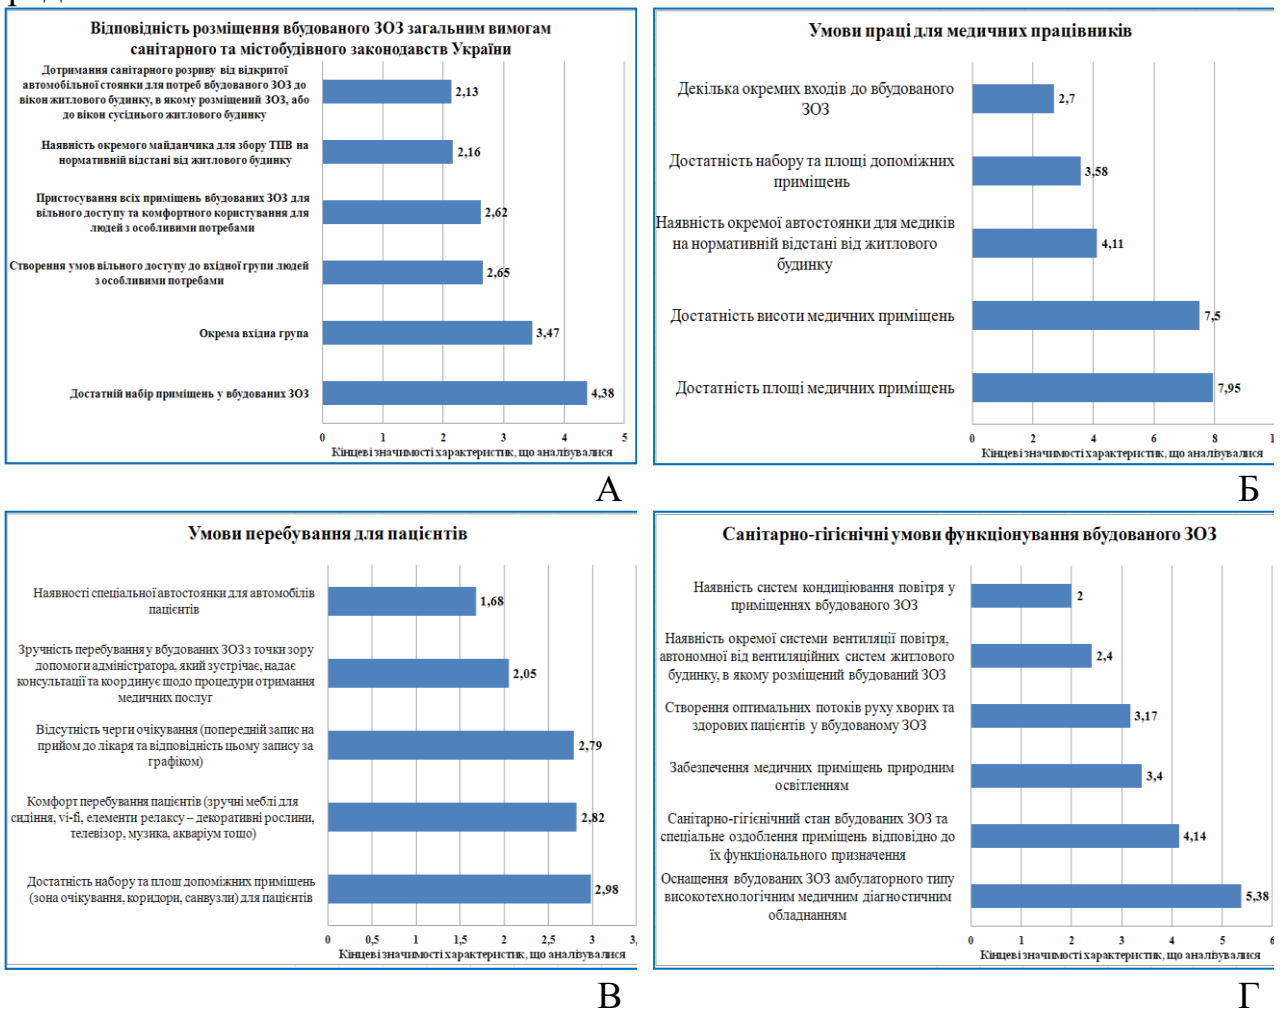 Відповідність розміщення вбудованого ЗОЗ загальним вимогам
санітарного та містобудівного законодавств України
Дотримання санітарного розриву від відкритої
автомобільної стоянки для потреб вбудованого ЗОЗ до
вікон житлового будинку, в якому розміщений ЗОЗ, або
до вікон сусіднього житлового будинку
2,13
Наявність окремого майданчика для збору ТПВ на
нормативній відстані від житлового будинку
2,16
Пристосування всіх приміщень вбудованих ЗОЗ для
вільного доступу та комфортного користування для
людей з особливими потребами
2,62
Створення умов вільного доступу до вхідної групи людей
з особливими потребами
2,65
Окрема вхідна група
3,47
Достатній набір приміщень у вбудованих ЗОЗ
4,38
0 1 2 3 4 5
Кінцеві значимості характеристик, що аналізувалися
А
Умови праці для медичних працівників
Декілька окремих входів до вбудованого
ЗОЗ
2,7
Достатність набору та площі допоміжних
приміщень
3,58
Наявність окремої автостоянки для медиків
на нормативній відстані від житлового
будинку
4,11
Достатність висоти медичних приміщень
7,5
Достатність площі медичних приміщень
7,95
0 2 4 6 8
Кінцеві значимості характеристик, що аналізувалися
Б
Умови перебування для пацієнтів
Наявності спеціальної автостоянки для автомобілів
пацієнтів
1,68
Зручність перебування у вбудованих ЗОЗ з точки зору
допомоги адміністратора, який зустрічає, надає
консультації та координує щодо процедури отримання
медичних послуг
2,05
Відсутність черги очікування (попередній запис на
прийом до лікаря та відповідність цьому запису за
графіком)
2,79
Комфорт перебування пацієнтів (зручні меблі для
сидіння, vi-fi, елементи релаксу – декоративні рослини,
телевізор, музика, акваріум тощо)
2,82
Достатність набору та площ допоміжних приміщень
(зона очікування, коридори, санвузли) для пацієнтів
2,98
0 0,5 1 1,5 2 2,5 3 3,
Кінцеві значимості характеристик, що аналізувалися
В
Санітарно-гігієнічні умови функціонування вбудованого ЗОЗ
Наявність систем кондиціювання повітря у
приміщеннях вбудованого ЗОЗ
2
Наявність окремої системи вентиляції повітря,
автономної від вентиляційних систем житлового
будинку, в якому розміщений вбудований ЗОЗ
2,4
Створення оптимальних потоків руху хворих та
здорових пацієнтів у вбудованому ЗОЗ
3,17
Забезпечення медичних приміщень природним
освітленням
3,4
Санітарно-гігієнічний стан вбудованих ЗОЗ та
спеціальне оздоблення приміщень відповідно до
їх функціонального призначення
4,14
Оснащення вбудованих ЗОЗ амбулаторного типу
високотехнологічним медичним діагностичним
обладнанням
5,38
0 1 2 3 4 5 6
Кінцеві значимості характеристик, що аналізувалися
Г